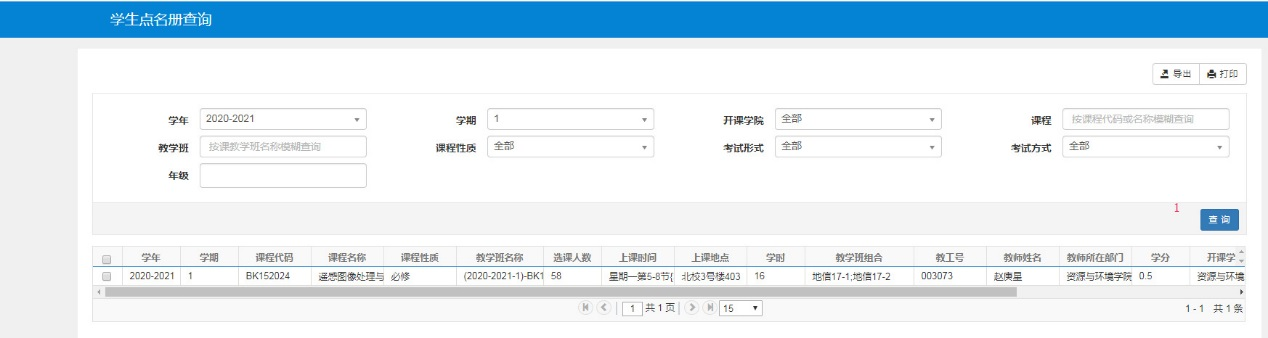 学生点名册查询
导出 打印
学年 2020-2021 学期 1 开课学院 全部 课程 按课程代码或名称模糊查询
教学班 按课教学班名称模糊查询 课程性质 全部 考试形式 全部 考试方式 全部
年级
1
查 询
学年 学期 课程代码 课程名称 课程性质 教学班名称 选课人数 上课时间 上课地点 学时 教学班组合 教工号 教师姓名 教师所在部门 学分 开课学
2020-2021 1 BK152024 遥感图像处理与 必修 (2020-2021-1)-BK1 58 星期一第5-8节{ 北校3号楼403 16 地信17-1;地信17-2 003073 赵庚星 资源与环境学院 0.5 资源与环境
1 共 1 页 15 1 - 1 共 1 条